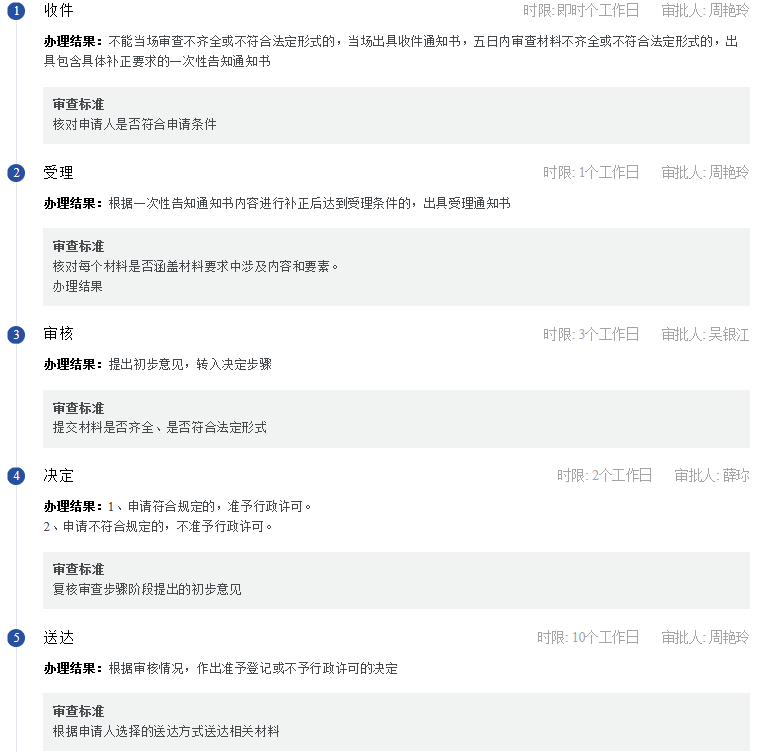 1 收件 时限: 即时个工作日 审批人: 周艳玲
办理结果：不能当场审查不齐全或不符合法定形式的，当场出具收件通知书，五日内审查材料不齐全或不符合法定形式的，出
具包含具体补正要求的一次性告知通知书
审查标准
核对申请人是否符合申请条件
2 受理 时限: 1个工作日 审批人: 周艳玲
办理结果：根据一次性告知通知书内容进行补正后达到受理条件的，出具受理通知书
审查标准
核对每个材料是否涵盖材料要求中涉及内容和要素。
办理结果
3 审核 时限: 3个工作日 审批人: 吴银江
办理结果：提出初步意见，转入决定步骤
审查标准
提交材料是否齐全、是否符合法定形式
4 决定 时限: 2个工作日 审批人: 薛珎
办理结果：1、申请符合规定的，准予行政许可。
2、申请不符合规定的，不准予行政许可。
审查标准
复核审查步骤阶段提出的初步意见
5 送达 时限: 10个工作日 审批人: 周艳玲
办理结果：根据审核情况，作出准予登记或不予行政许可的决定
审查标准
根据申请人选择的送达方式送达相关材料